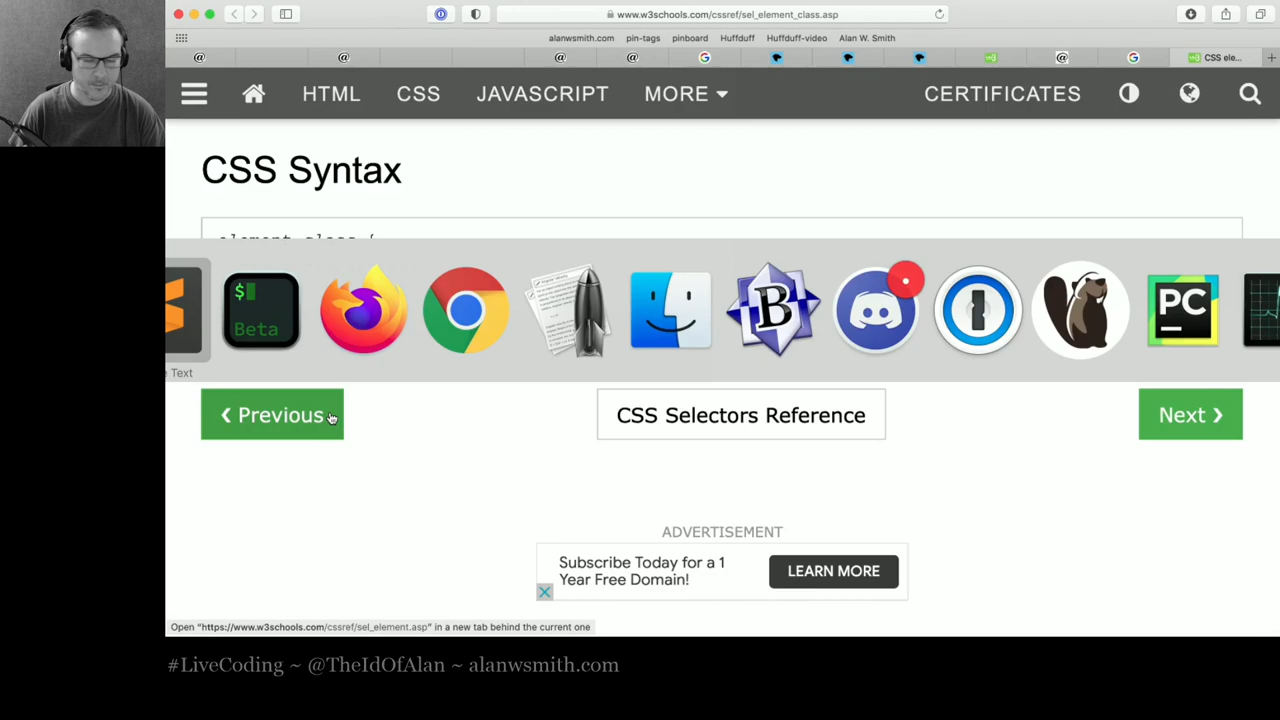 www.w3schools.com/cssref/sel_element_class.asp
alanwsmith.com pin-tags pinboard Huffduff Huffduff-video Alan W. Smith
CSS ele...
HTML CSS JAVASCRIPT MORE CERTIFICATES
CSS Syntax
element.class {
$
Beta
B
PC
Text
‹ Previous
CSS Selectors Reference
Next ›
ADVERTISEMENT
Subscribe Today for a 1
Year Free Domain!
LEARN MORE
Open “https://www.w3schools.com/cssref/sel_element.asp” in a new tab behind the current one
#LiveCoding ~ @TheIdOfAlan ~ alanwsmith.com